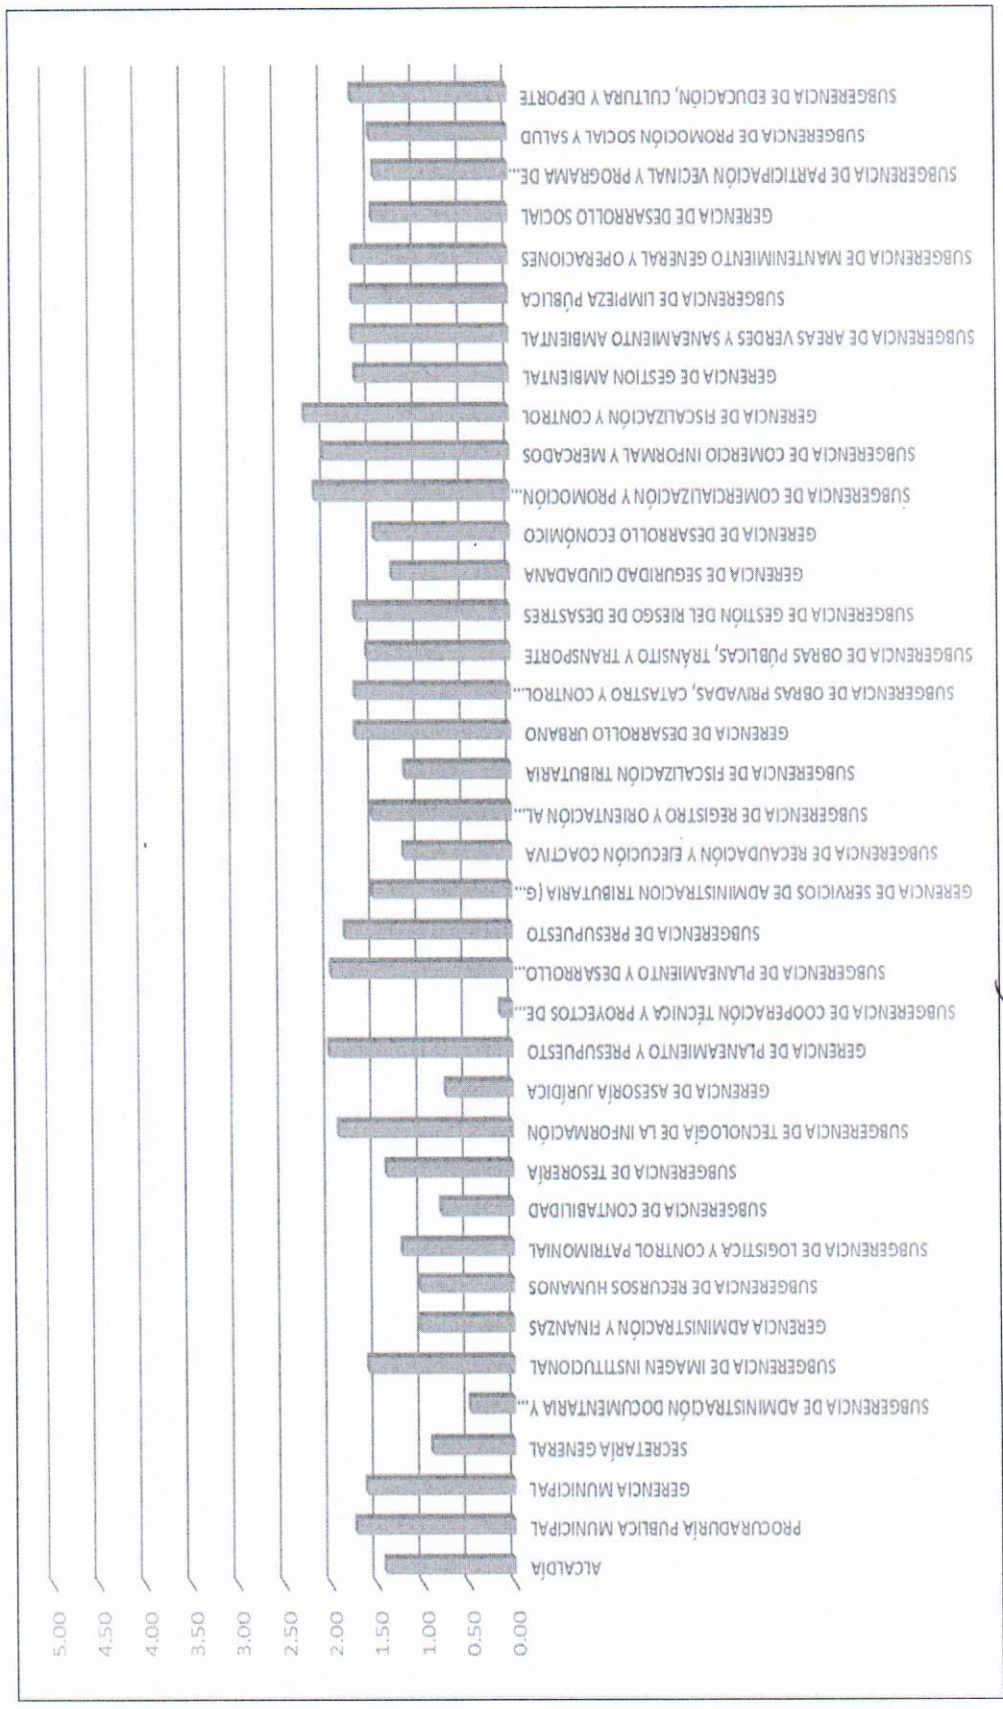 5.00
4.50
4.00
3.50
3.00
2.50
2.00
1.50
1.00
0.50
0.00
ALCALDÍA
PROCURADURÍA PUBLICA MUNICIPAL
GERENCIA MUNICIPAL
SECRETARÍA GENERAL
SUBGERENCIA DE ADMINISTRACIÓN DOCUMENTARIA Y...
SUBGERENCIA DE IMAGEN INSTITUCIONAL
GERENCIA ADMINISTRACIÓN Y FINANZAS
SUBGERENCIA DE RECURSOS HUMANOS
SUBGERENCIA DE LOGISTICA Y CONTROL PATRIMONIAL
SUBGERENCIA DE CONTABILIDAD
SUBGERENCIA DE TESORERÍA
SUBGERENCIA DE TECNOLOGÍA DE LA INFORMACIÓN
GERENCIA DE ASESORÍA JURÍDICA
GERENCIA DE PLANEAMIENTO Y PRESUPUESTO
SUBGERENCIA DE COOPERACIÓN TÉCNICA Y PROYECTOS DE...
SUBGERENCIA DE PLANEAMIENTO Y DESARROLLO...
SUBGERENCIA DE PRESUPUESTO
GERENCIA DE SERVICIOS DE ADMINISTRACION TRIBUTARIA (G...
SUBGERENCIA DE RECAUDACIÓN Y EJECUCIÓN COACTIVA
SUBGERENCIA DE REGISTRO Y ORIENTACIÓN AL...
SUBGERENCIA DE FISCALIZACIÓN TRIBUTARIA
GERENCIA DE DESARROLLO URBANO
SUBGERENCIA DE OBRAS PRIVADAS, CATASTRO Y CONTROL...
SUBGERENCIA DE OBRAS PÚBLICAS, TRÁNSITO Y TRANSPORTE
SUBGERENCIA DE GESTIÓN DEL RIESGO DE DESASTRES
GERENCIA DE SEGURIDAD CIUDADANA
GERENCIA DE DESARROLLO ECONÓMICO
SUBGERENCIA DE COMERCIALIZACIÓN Y PROMOCIÓN...
SUBGERENCIA DE COMERCIO INFORMAL Y MERCADOS
GERENCIA DE FISCALIZACIÓN Y CONTROL
GERENCIA DE GESTION AMBIENTAL
SUBGERENCIA DE AREAS VERDES Y SANEAMIENTO AMBIENTAL
SUBGERENCIA DE LIMPIEZA PÚBLICA
SUBGERENCIA DE MANTENIMIENTO GENERAL Y OPERACIONES
GERENCIA DE DESARROLLO SOCIAL
SUBGERENCIA DE PARTICIPACIÓN VECINAL Y PROGRAMA DE...
SUBGERENCIA DE PROMOCIÓN SOCIAL Y SALUD
SUBGERENCIA DE EDUCACIÓN, CULTURA Y DEPORTE